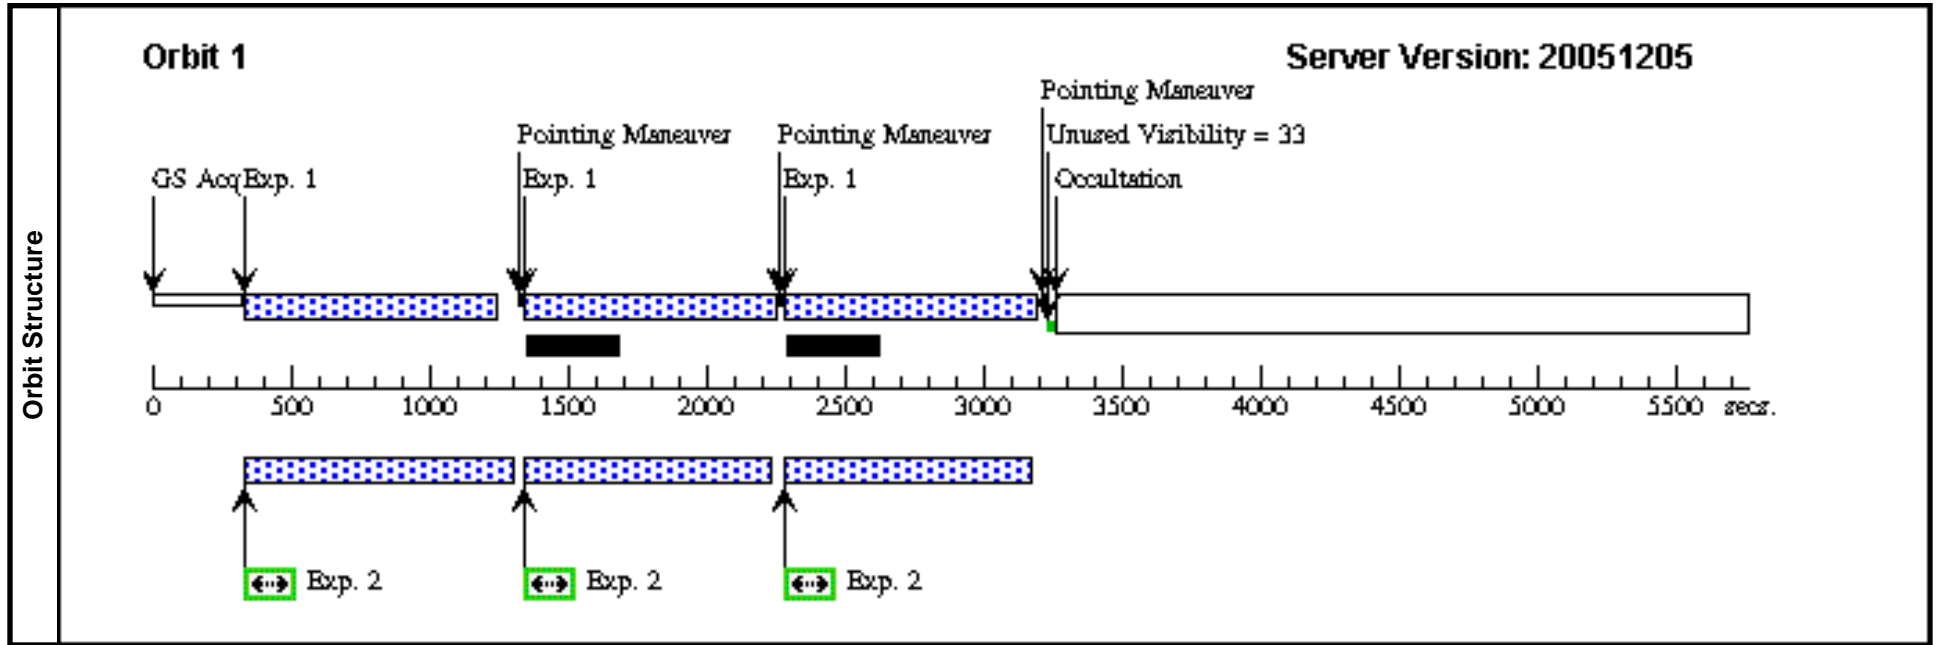 Orbit Structure
Orbit 1
Server Version: 20051205
Pointing Maneuver
Pointing Maneuver
Pointing Maneuver
Unused Visibility = 33
GS Acq
Exp. 1
Exp. 1
Exp. 1
Occultation
0 500 1000 1500 2000 2500 3000 3500 4000 4500 5000 5500 secs.
Exp. 2
Exp. 2
Exp. 2